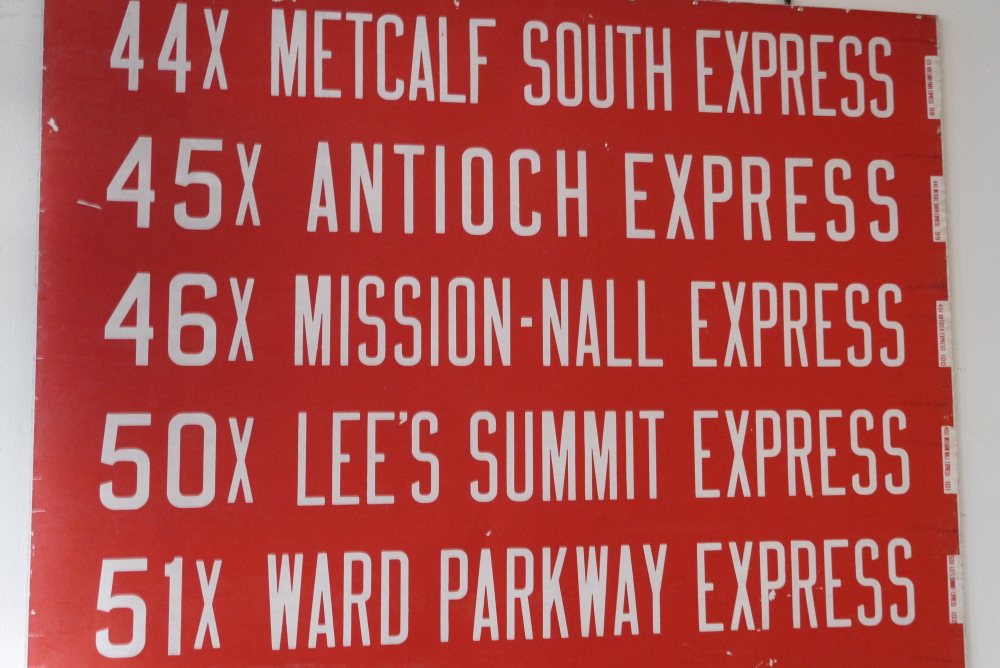 44X METCALF SOUTH EXPRESS
45X ANTIOCH EXPRESS
46X MISSION-NALL EXPRESS
50X LEE'S SUMMIT EXPRESS
51X WARD PARKWAY EXPRESS